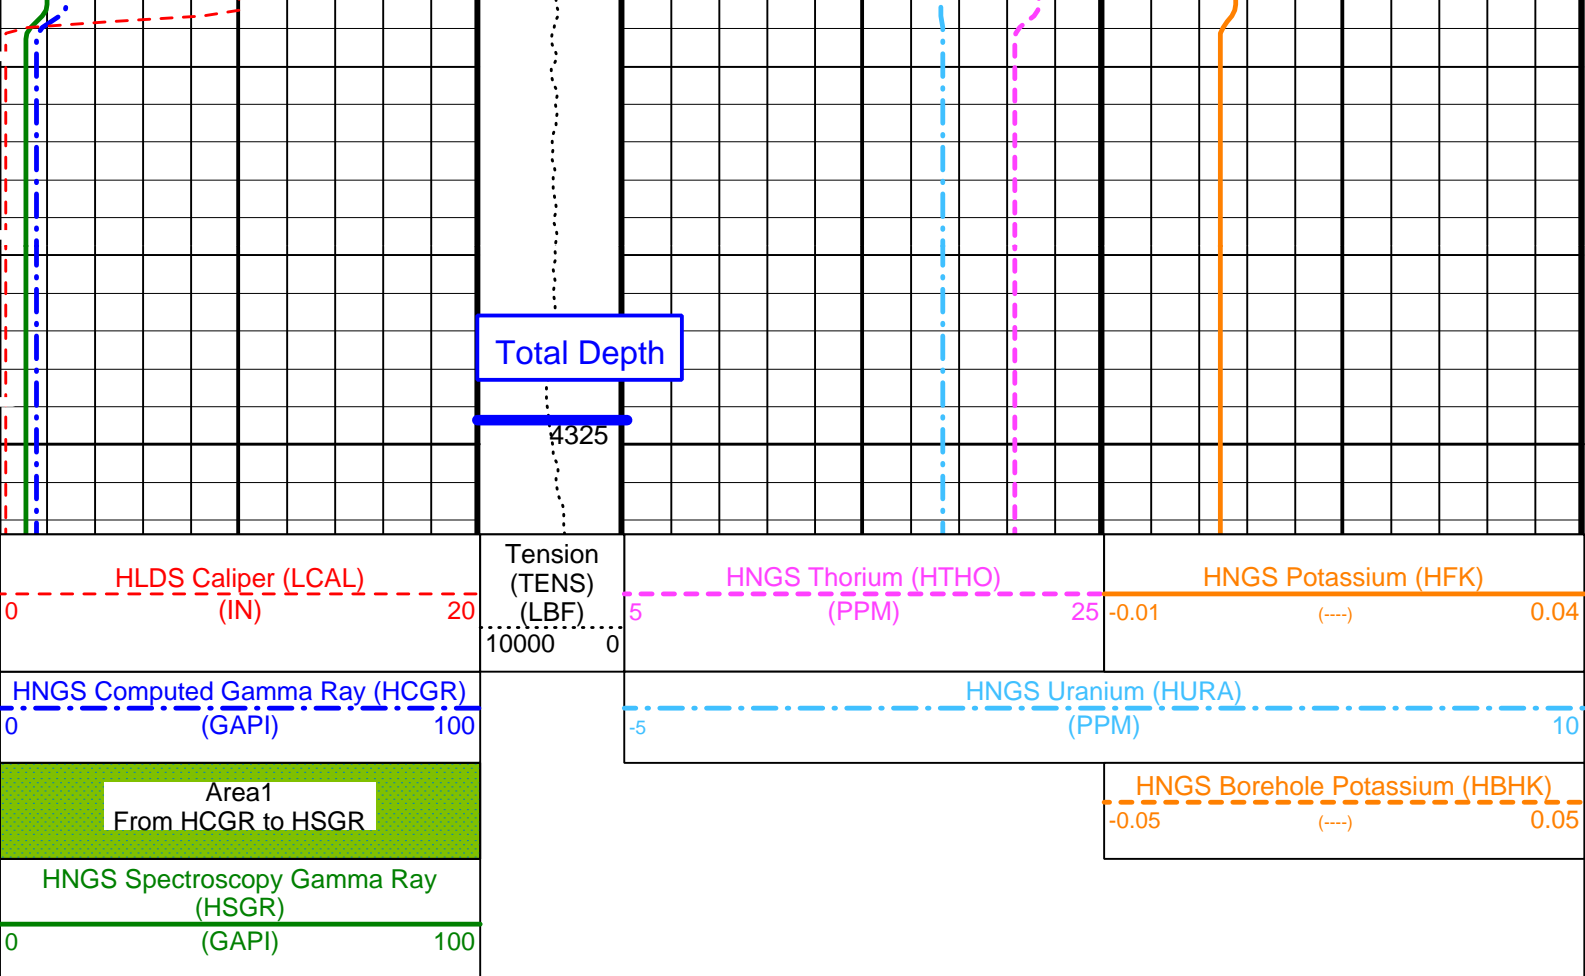 Total Depth
4325
HLDS Caliper (LCAL)
0 (IN) 20
Tension
(TENS)
(LBF)
10000 0
HNGS Thorium (HTHO)
5 (PPM) 25
HNGS Potassium (HFK)
-0.01 (----) 0.04
HNGS Computed Gamma Ray (HCGR)
0 (GAPI) 100
HNGS Uranium (HURA)
-5 (PPM) 10
Area1
From HCGR to HSGR
HNGS Borehole Potassium (HBHK)
-0.05 (----) 0.05
HNGS Spectroscopy Gamma Ray
(HSGR)
0 (GAPI) 100